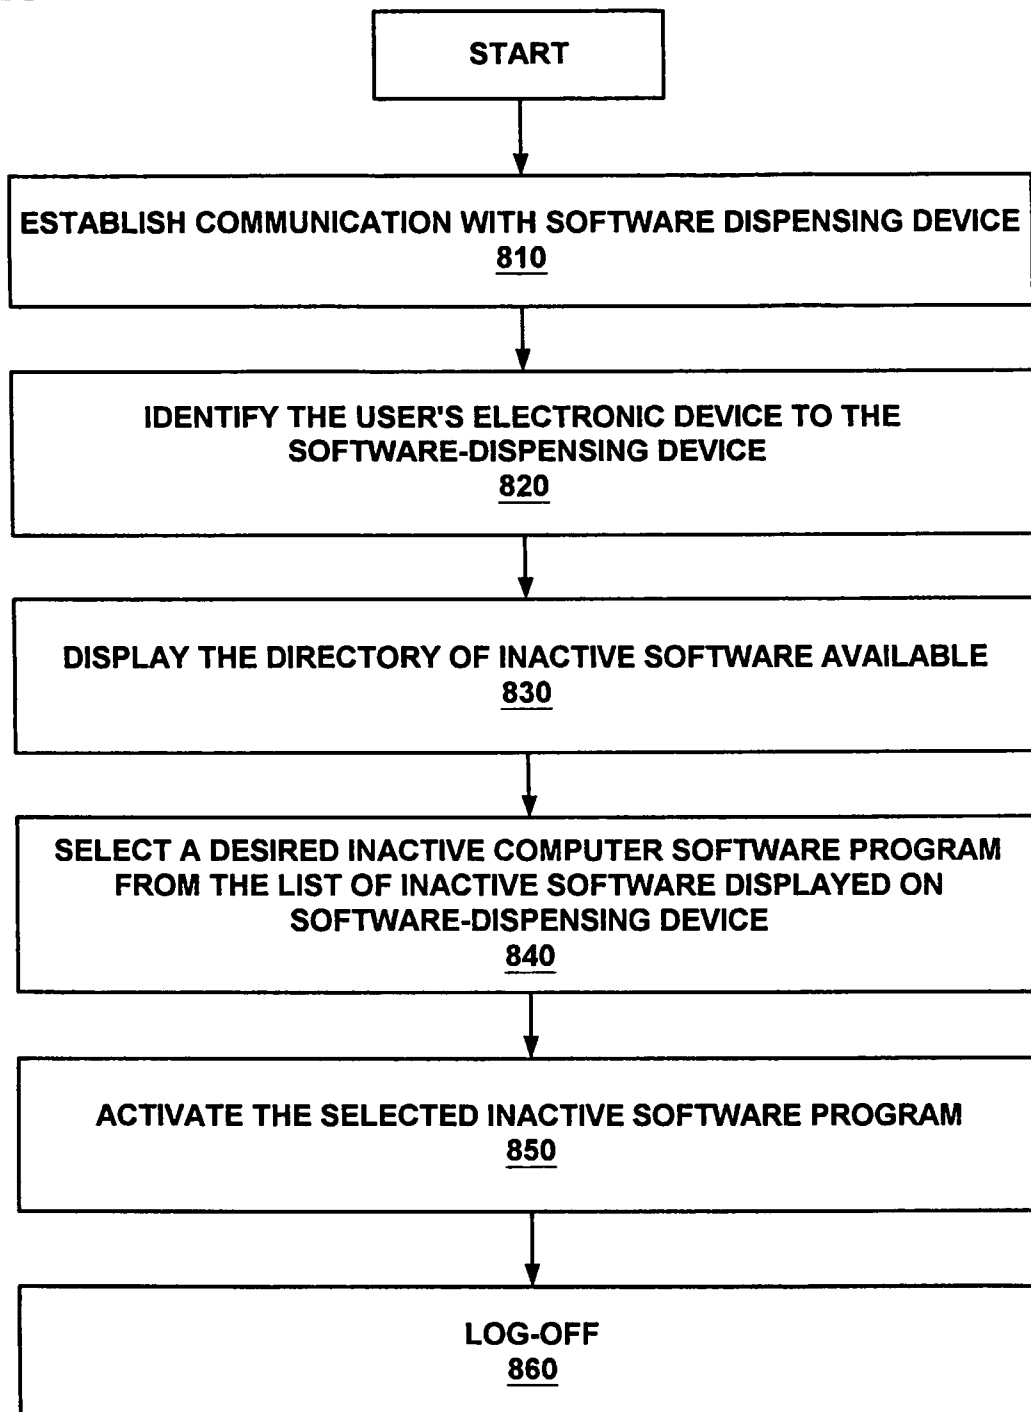 START
ESTABLISH COMMUNICATION WITH SOFTWARE DISPENSING DEVICE
810
IDENTIFY THE USER'S ELECTRONIC DEVICE TO THE
SOFTWARE-DISPENSING DEVICE
820
DISPLAY THE DIRECTORY OF INACTIVE SOFTWARE AVAILABLE
830
SELECT A DESIRED INACTIVE COMPUTER SOFTWARE PROGRAM
FROM THE LIST OF INACTIVE SOFTWARE DISPLAYED ON
SOFTWARE-DISPENSING DEVICE
840
ACTIVATE THE SELECTED INACTIVE SOFTWARE PROGRAM
850
LOG-OFF
860